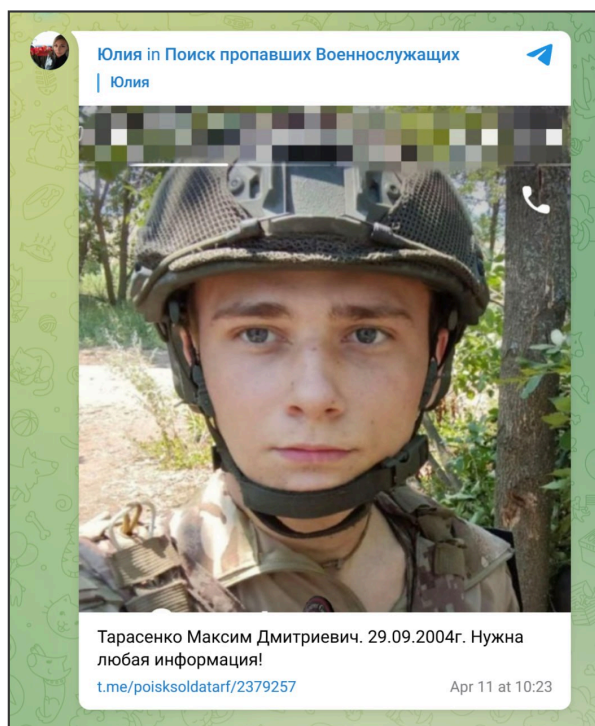 Юлия in Поиск пропавших Военнослужащих
Юлия
Тарасенко Максим Дмитриевич. 29.09.2004г. Нужна
любая информация!
t.me/poisksoldatarf/2379257
Apr 11 at 10:23